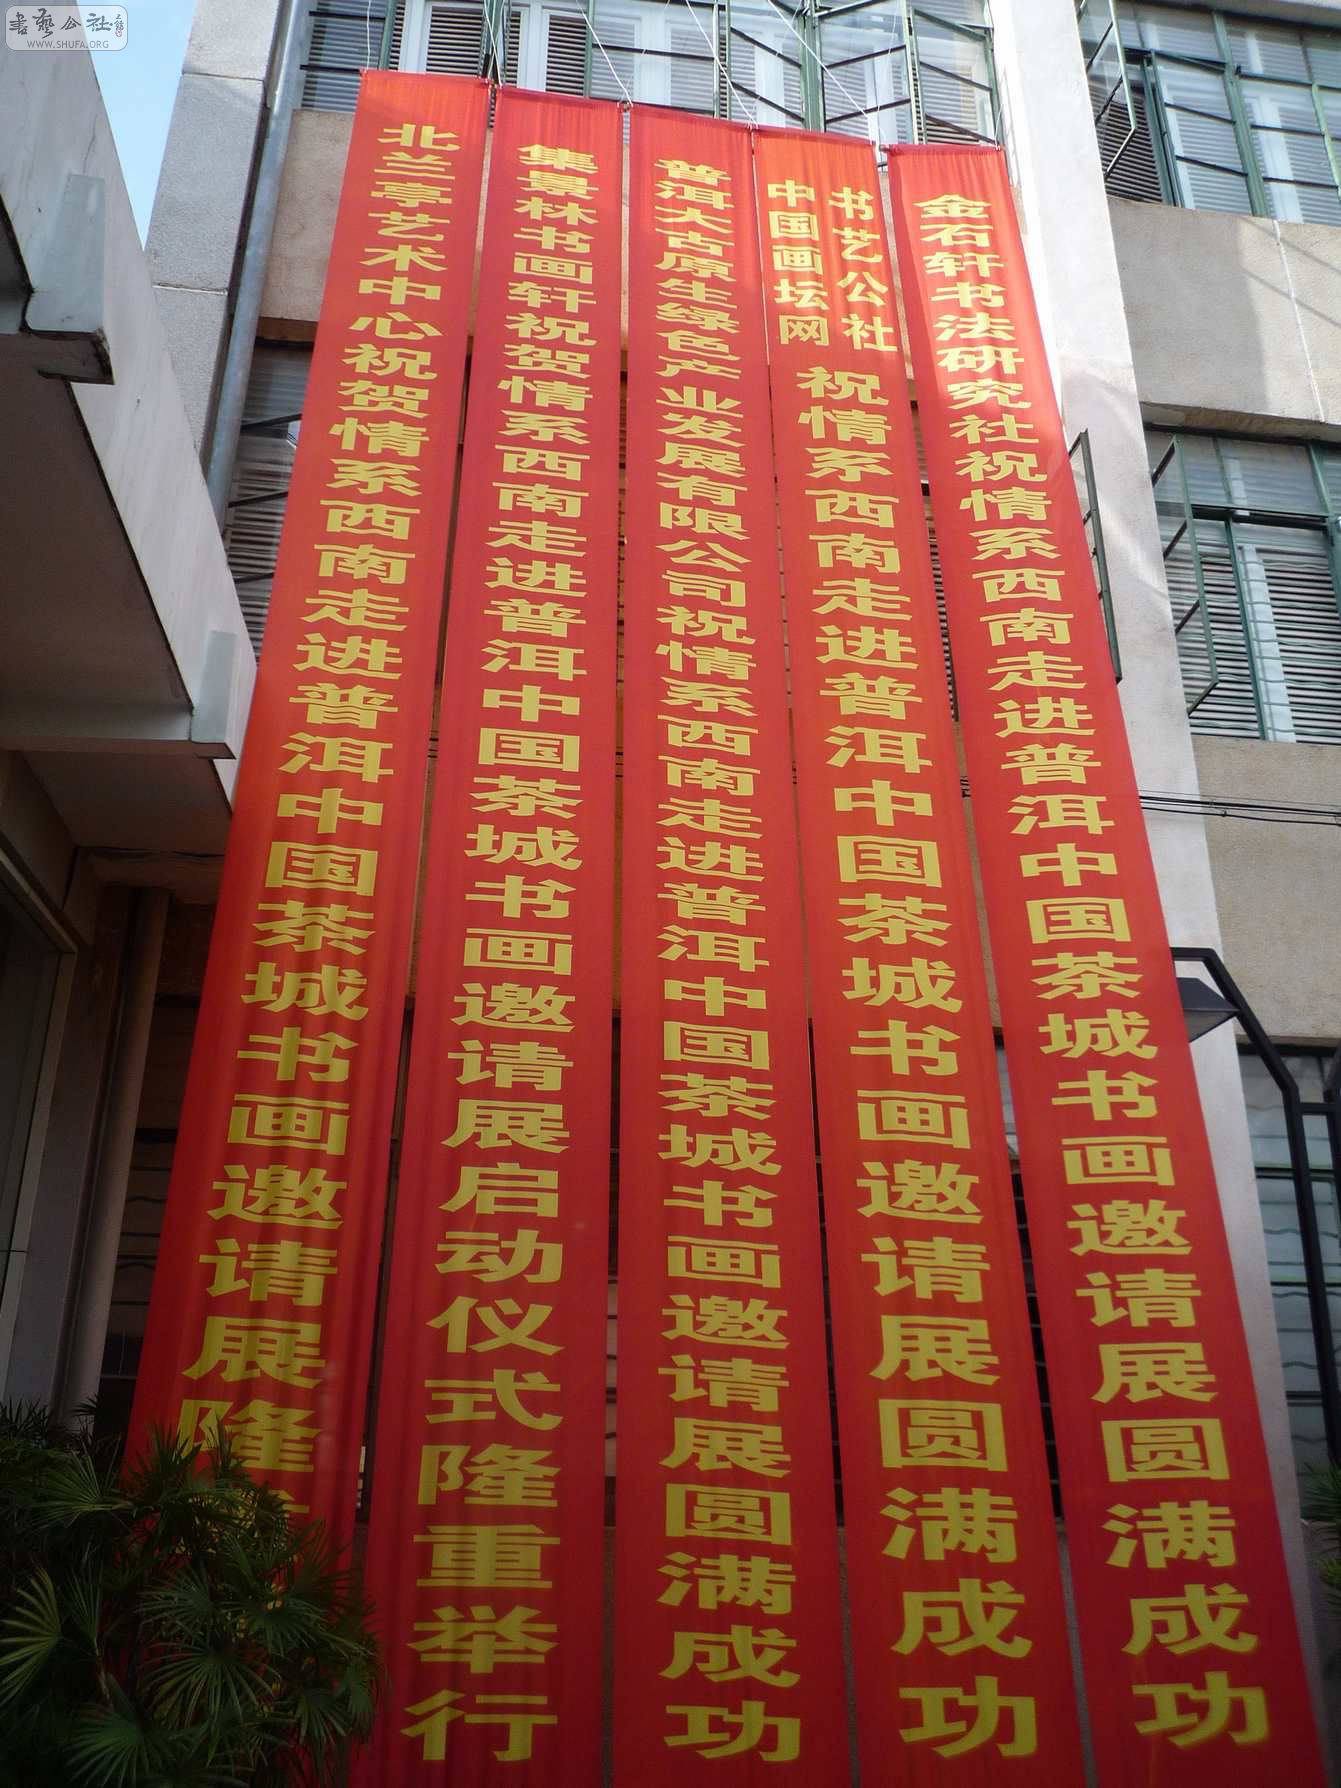 書藝公社
WWW.SHUFA.ORG
北兰亭艺术中心祝贺情系西南走进普洱中国茶城书画邀请展隆
集景林书画轩祝贺情系西南走进普洱中国茶城书画邀请展启动仪式隆重举行
普洱大古原生绿色产业发展有限公司祝情系西南走进普洱中国茶城书画邀请展圆满成功
书艺公社
中国画坛网
祝情系西南走进普洱中国茶城书画邀请展圆满成功
金石轩书法研究社祝情系西南走进普洱中国茶城书画邀请展圆满成功